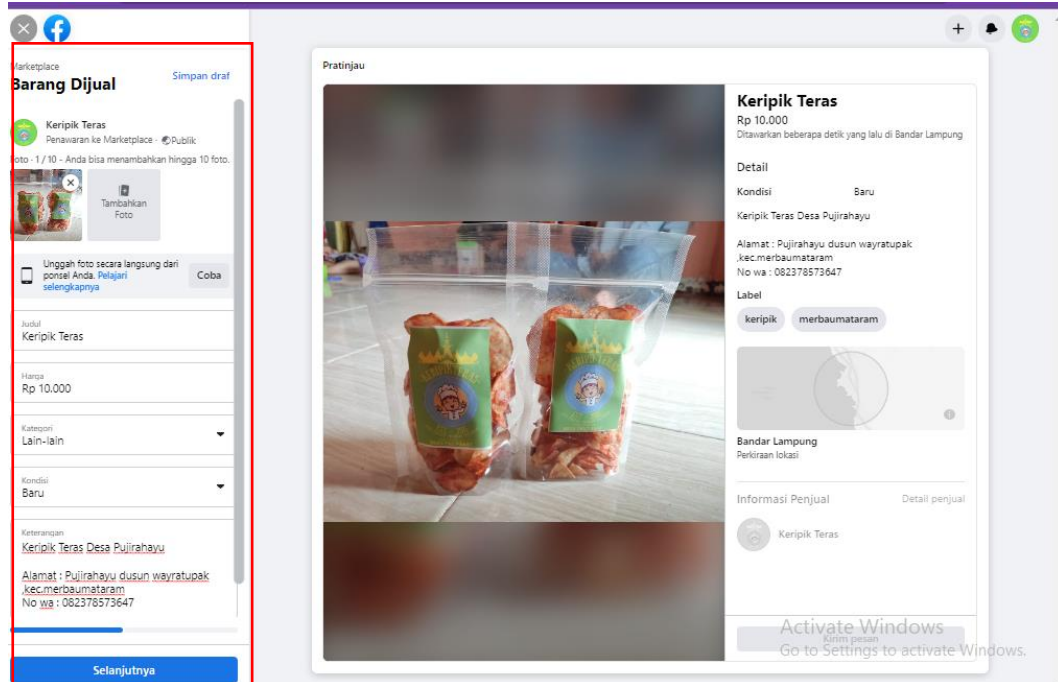 Marketplace
Barang Dijual
Simpan draf
Keripik Teras
Penawaran ke Marketplace · Publik
Foto · 1 / 10 - Anda bisa menambahkan hingga 10 foto.
Tambahkan
Foto
Unggah foto secara langsung dari
ponsel Anda. Pelajari
selengkapnya
Coba
Judul
Keripik Teras
Harga
Rp 10.000
Kategori
Lain-lain
Kondisi
Baru
Keterangan
Keripik Teras Desa Pujirahayu
Alamat : Pujirahayu dusun wayratupak
,kec.merbaumataram
No wa : 082378573647
Selanjutnya
Pratinjau
KERIPIK TERAS
Keripik Teras
Rp 10.000
Ditawarkan beberapa detik yang lalu di Bandar Lampung
Detail
Kondisi Baru
Keripik Teras Desa Pujirahayu
Alamat : Pujirahayu dusun wayratupak
,kec.merbaumataram
No wa : 082378573647
Label
keripik merbaumataram
Bandar Lampung
Perkiraan lokasi
Informasi Penjual Detail penjual
Keripik Teras
Kirim pesan
Activate Windows
Go to Settings to activate Windows.